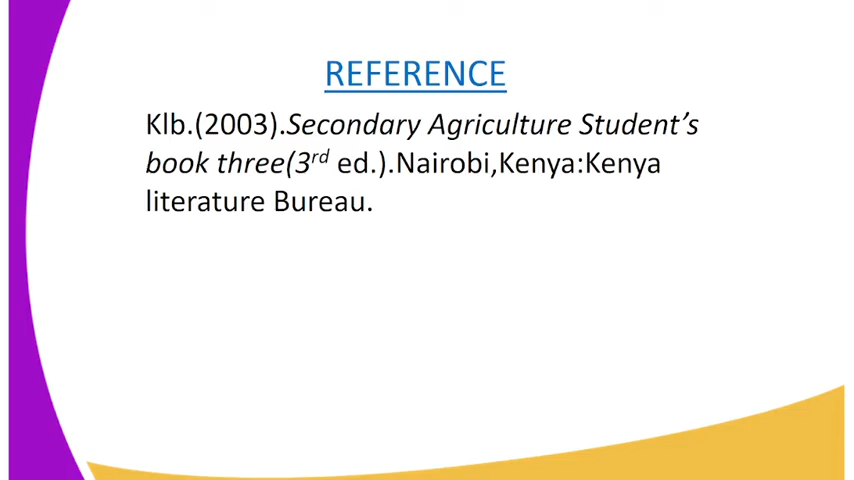 REFERENCE
Klb.(2003).Secondary Agriculture Student’s
book three(3rd ed.).Nairobi,Kenya:Kenya
literature Bureau.